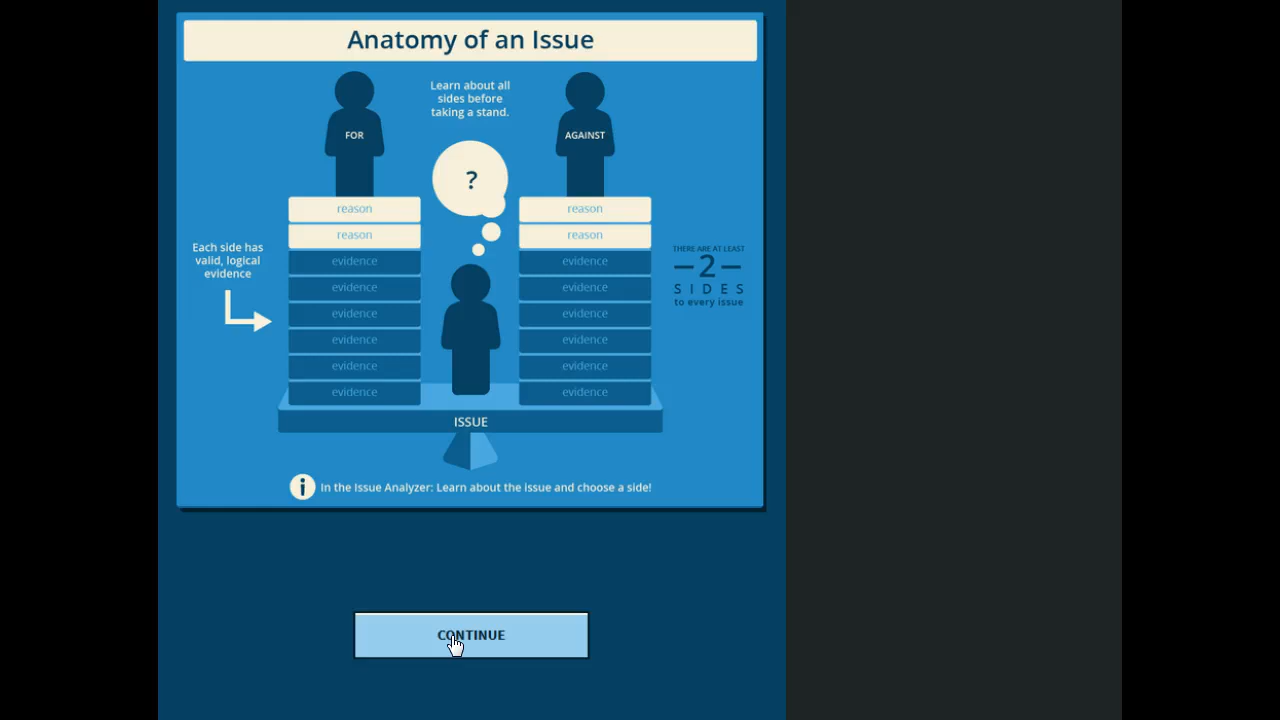 Anatomy of an Issue
Learn about all
sides before
taking a stand.
FOR
AGAINST
?
reason
reason
reason
reason
Each side has
valid, logical
evidence
evidence
evidence
evidence
evidence
evidence
evidence
evidence
evidence
evidence
evidence
evidence
evidence
THERE ARE AT LEAST
2
SIDES
to every issue
ISSUE
i
In the Issue Analyzer: Learn about the issue and choose a side!
CONTINUE